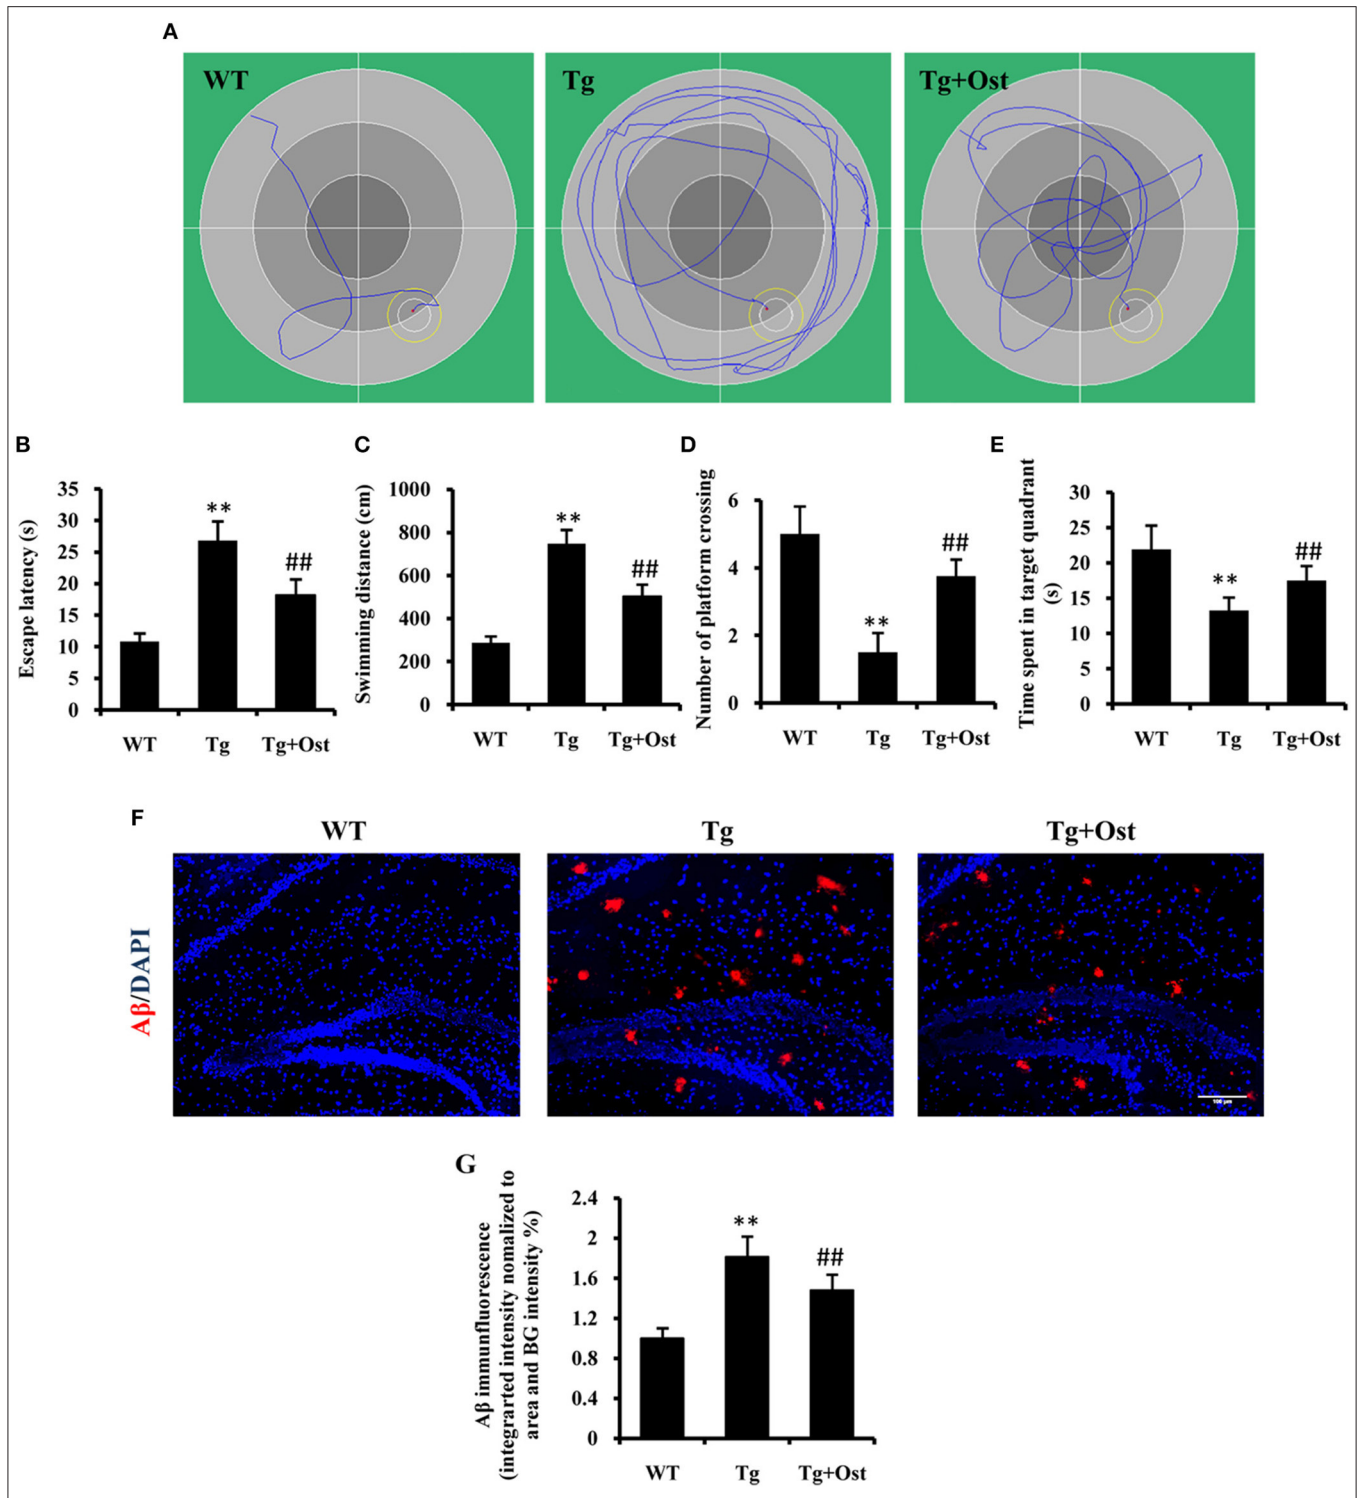 A
WT
Tg
Tg+Ost
B
C
D
E
Escape latency (s)
35
30
25
20
15
10
5
0
**
##
WT
Tg
Tg+Ost
Swimming distance (cm)
1000
800
600
400
200
0
**
##
WT
Tg
Tg+Ost
Number of platform crossing
6
4
2
0
**
##
WT
Tg
Tg+Ost
Time spent in target quadrant
(s)
30
25
20
15
10
5
0
**
##
WT
Tg
Tg+Ost
F
WT
Tg
Tg+Ost
Aβ/DAPI
100 μm
G
Aβ immunfluorescence
(integrarted intensity nomalized to
area and BG intensity %)
2.4
2
1.6
1.2
0.8
0.4
0
**
##
WT
Tg
Tg+Ost